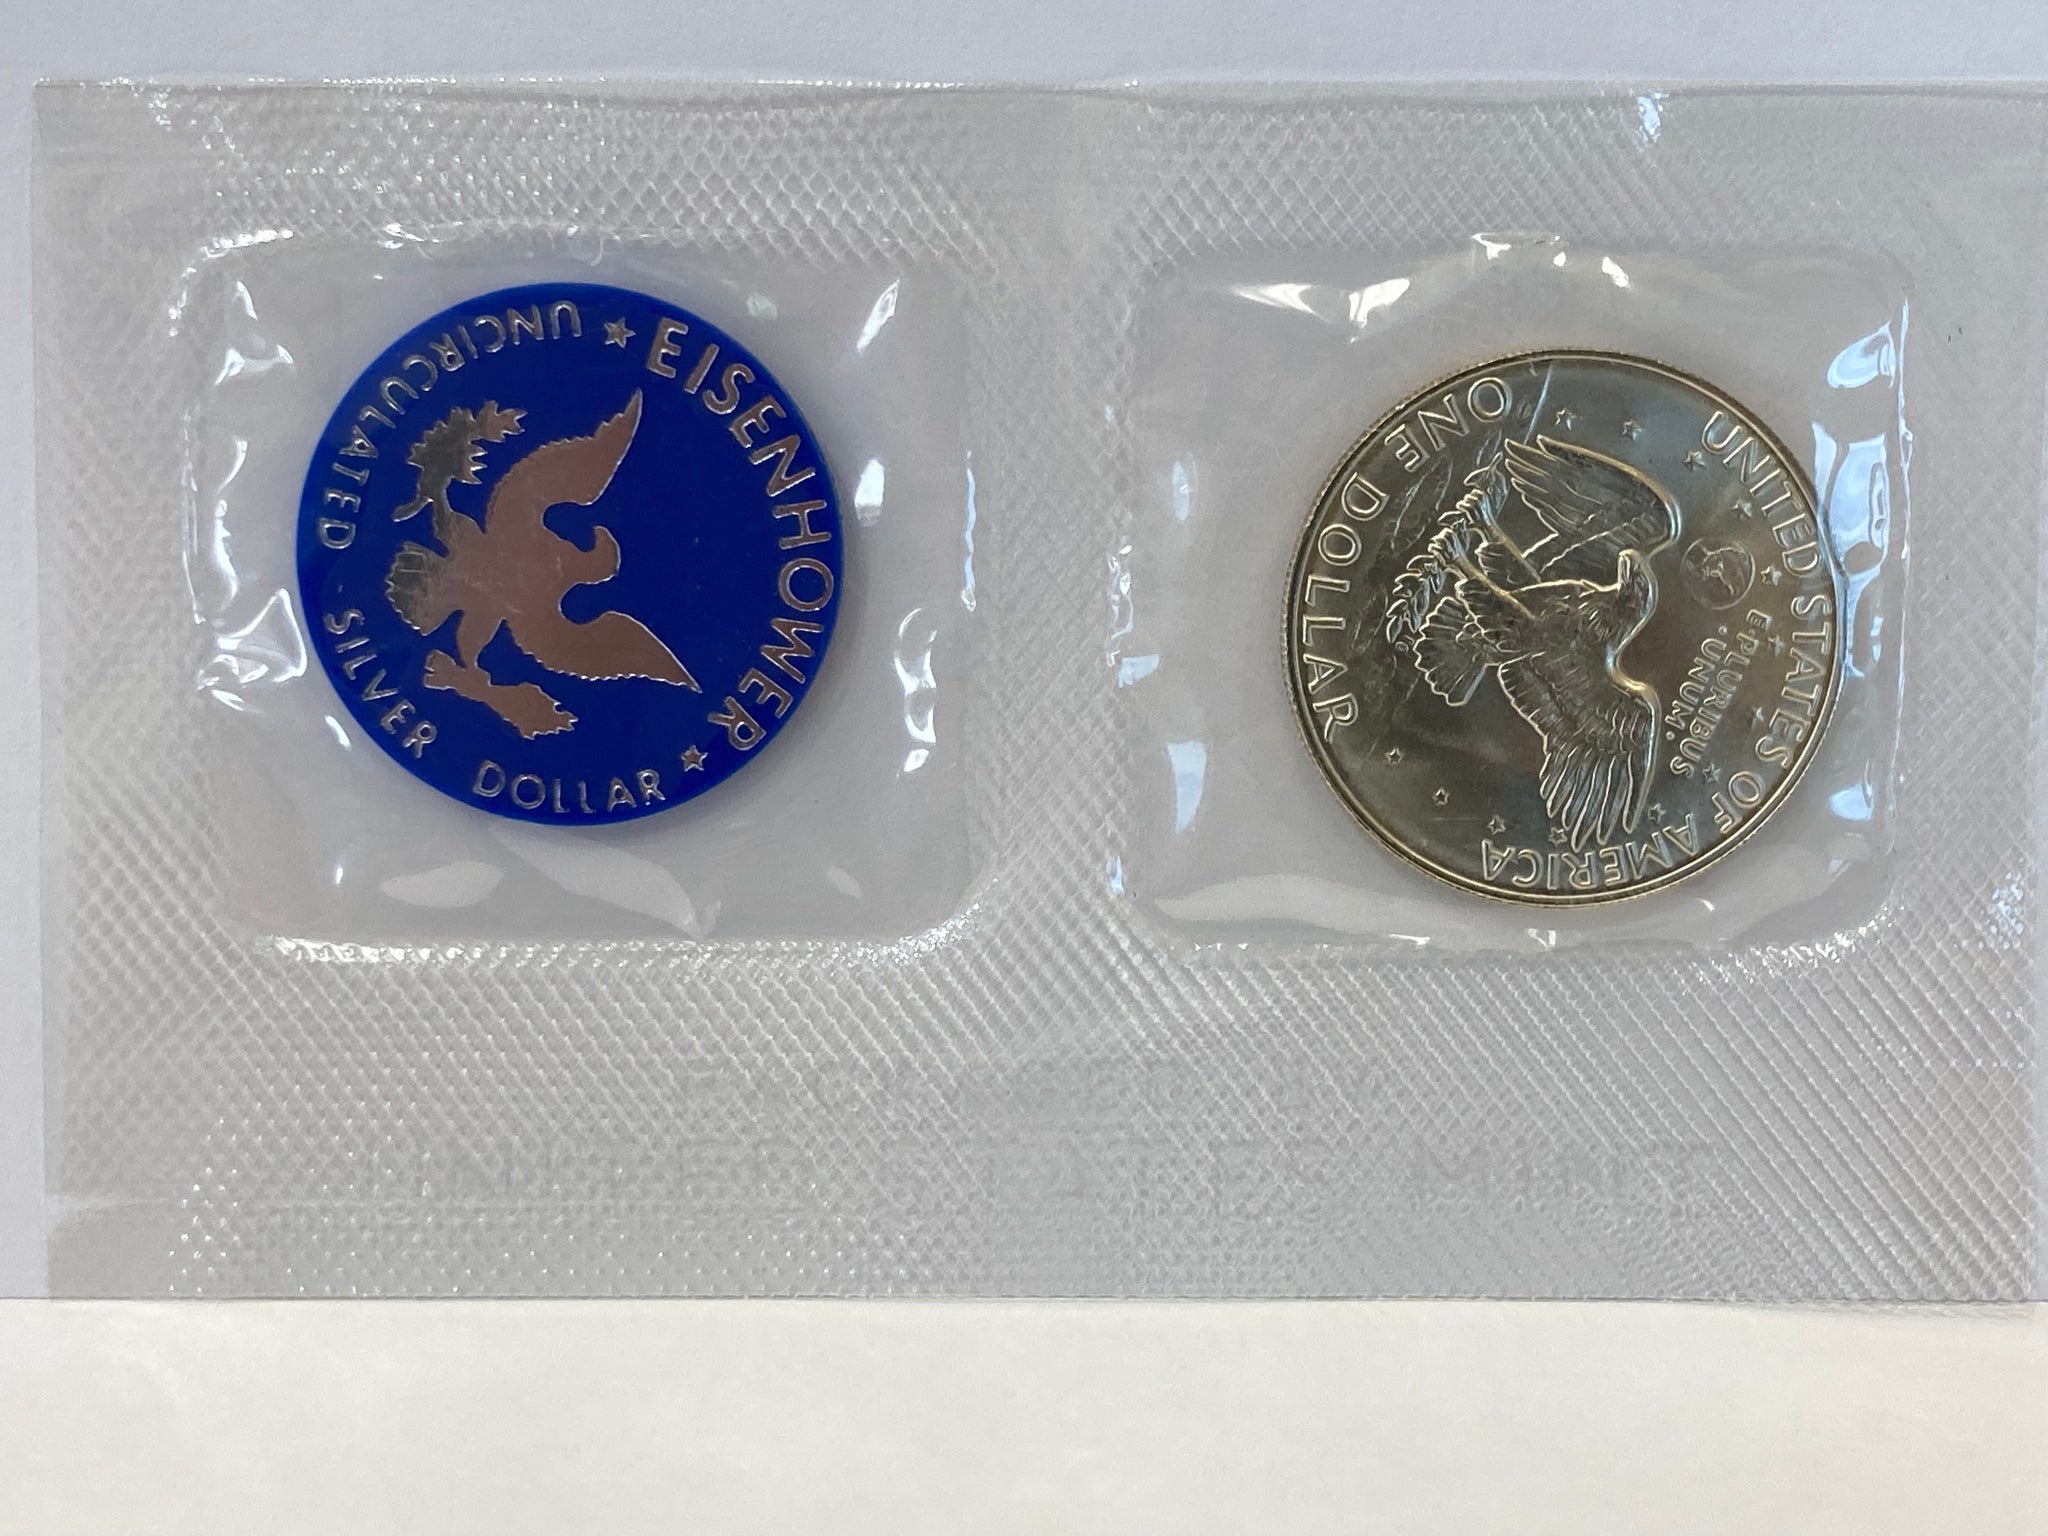 ★ EISENHOWER ★
UNCIRCULATED SILVER DOLLAR
UNITED STATES OF AMERICA
E·PLURIBUS
·UNUM·
ONE DOLLAR